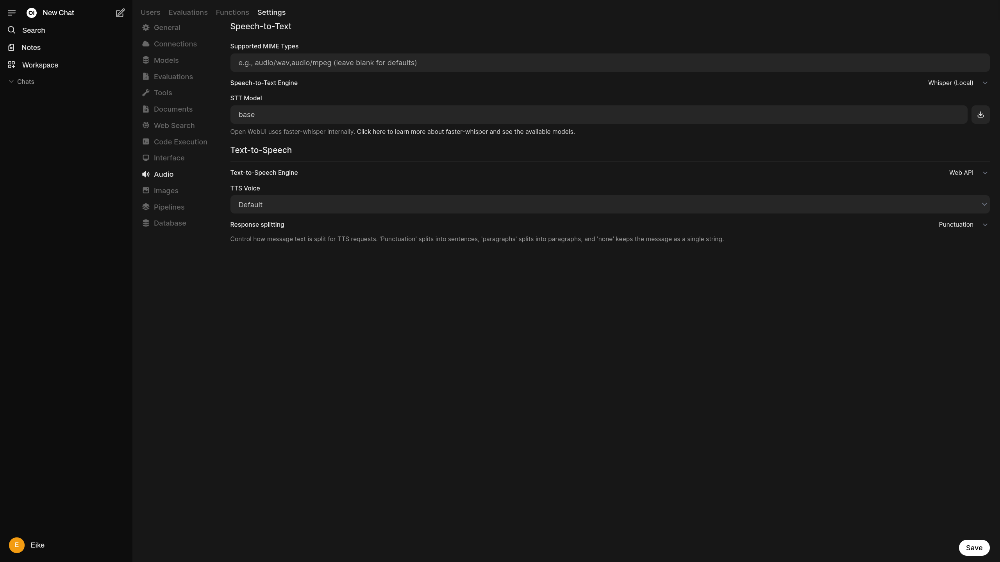 New Chat
Search
Notes
Workspace
Chats
E
Eike
Users Evaluations Functions Settings
General
Connections
Models
Evaluations
Tools
Documents
Web Search
Code Execution
Interface
Audio
Images
Pipelines
Database
Speech-to-Text
Supported MIME Types
e.g., audio/wav,audio/mpeg (leave blank for defaults)
Speech-to-Text Engine Whisper (Local)
STT Model
base
Open WebUI uses faster-whisper internally. Click here to learn more about faster-whisper and see the available models.
Text-to-Speech
Text-to-Speech Engine Web API
TTS Voice
Default
Response splitting Punctuation
Control how message text is split for TTS requests. 'Punctuation' splits into sentences, 'paragraphs' splits into paragraphs, and 'none' keeps the message as a single string.
Save